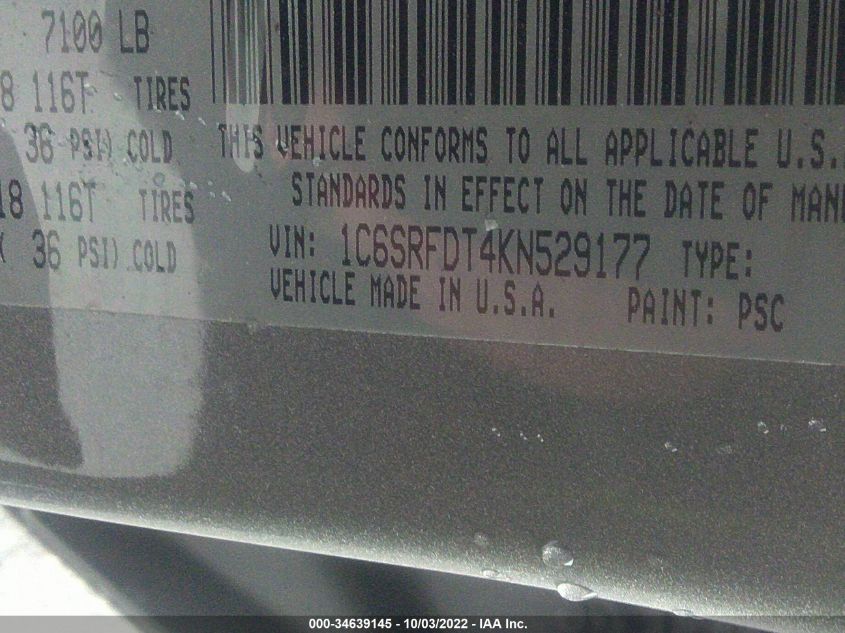 7100 LB
8 116T TIRES
36 PSI) COLD
18 116T TIRES
36 PSI) COLD
THIS VEHICLE CONFORMS TO ALL APPLICABLE U.S.
STANDARDS IN EFFECT ON THE DATE OF MAN
VIN: 1C6SRFDT4KN529177 TYPE:
VEHICLE MADE IN U.S.A. PAINT: PSC
000-34639145 - 10/03/2022 - IAA Inc.